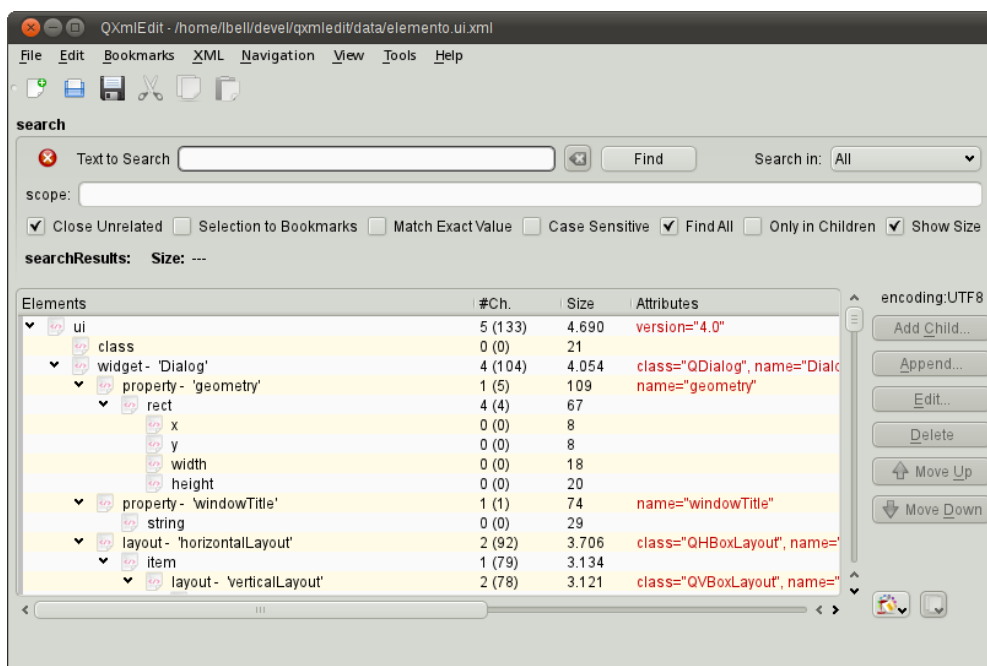 QXmlEdit - /home/lbell/devel/qxmledit/data/elemento.ui.xml
File Edit Bookmarks XML Navigation View Tools Help
search
Text to Search Find Search in: All
scope:
Close Unrelated Selection to Bookmarks Match Exact Value Case Sensitive Find All Only in Children Show Size
searchResults: Size: ---
Elements #Ch. Size Attributes encoding:UTF8
ui 5 (133) 4.690 version="4.0" Add Child...
class 0 (0) 21
widget - 'Dialog' 4 (104) 4.054 class="QDialog", name="Dialo Append...
property - 'geometry' 1 (5) 109 name="geometry"
rect 4 (4) 67 Edit...
x 0 (0) 8
y 0 (0) 8 Delete
width 0 (0) 18
height 0 (0) 20 Move Up
property - 'windowTitle' 1 (1) 74 name="windowTitle" Move Down
string 0 (0) 29
layout - 'horizontalLayout' 2 (92) 3.706 class="QHBoxLayout", name="
item 1 (79) 3.134
layout - 'verticalLayout' 2 (78) 3.121 class="QVBoxLayout", name="